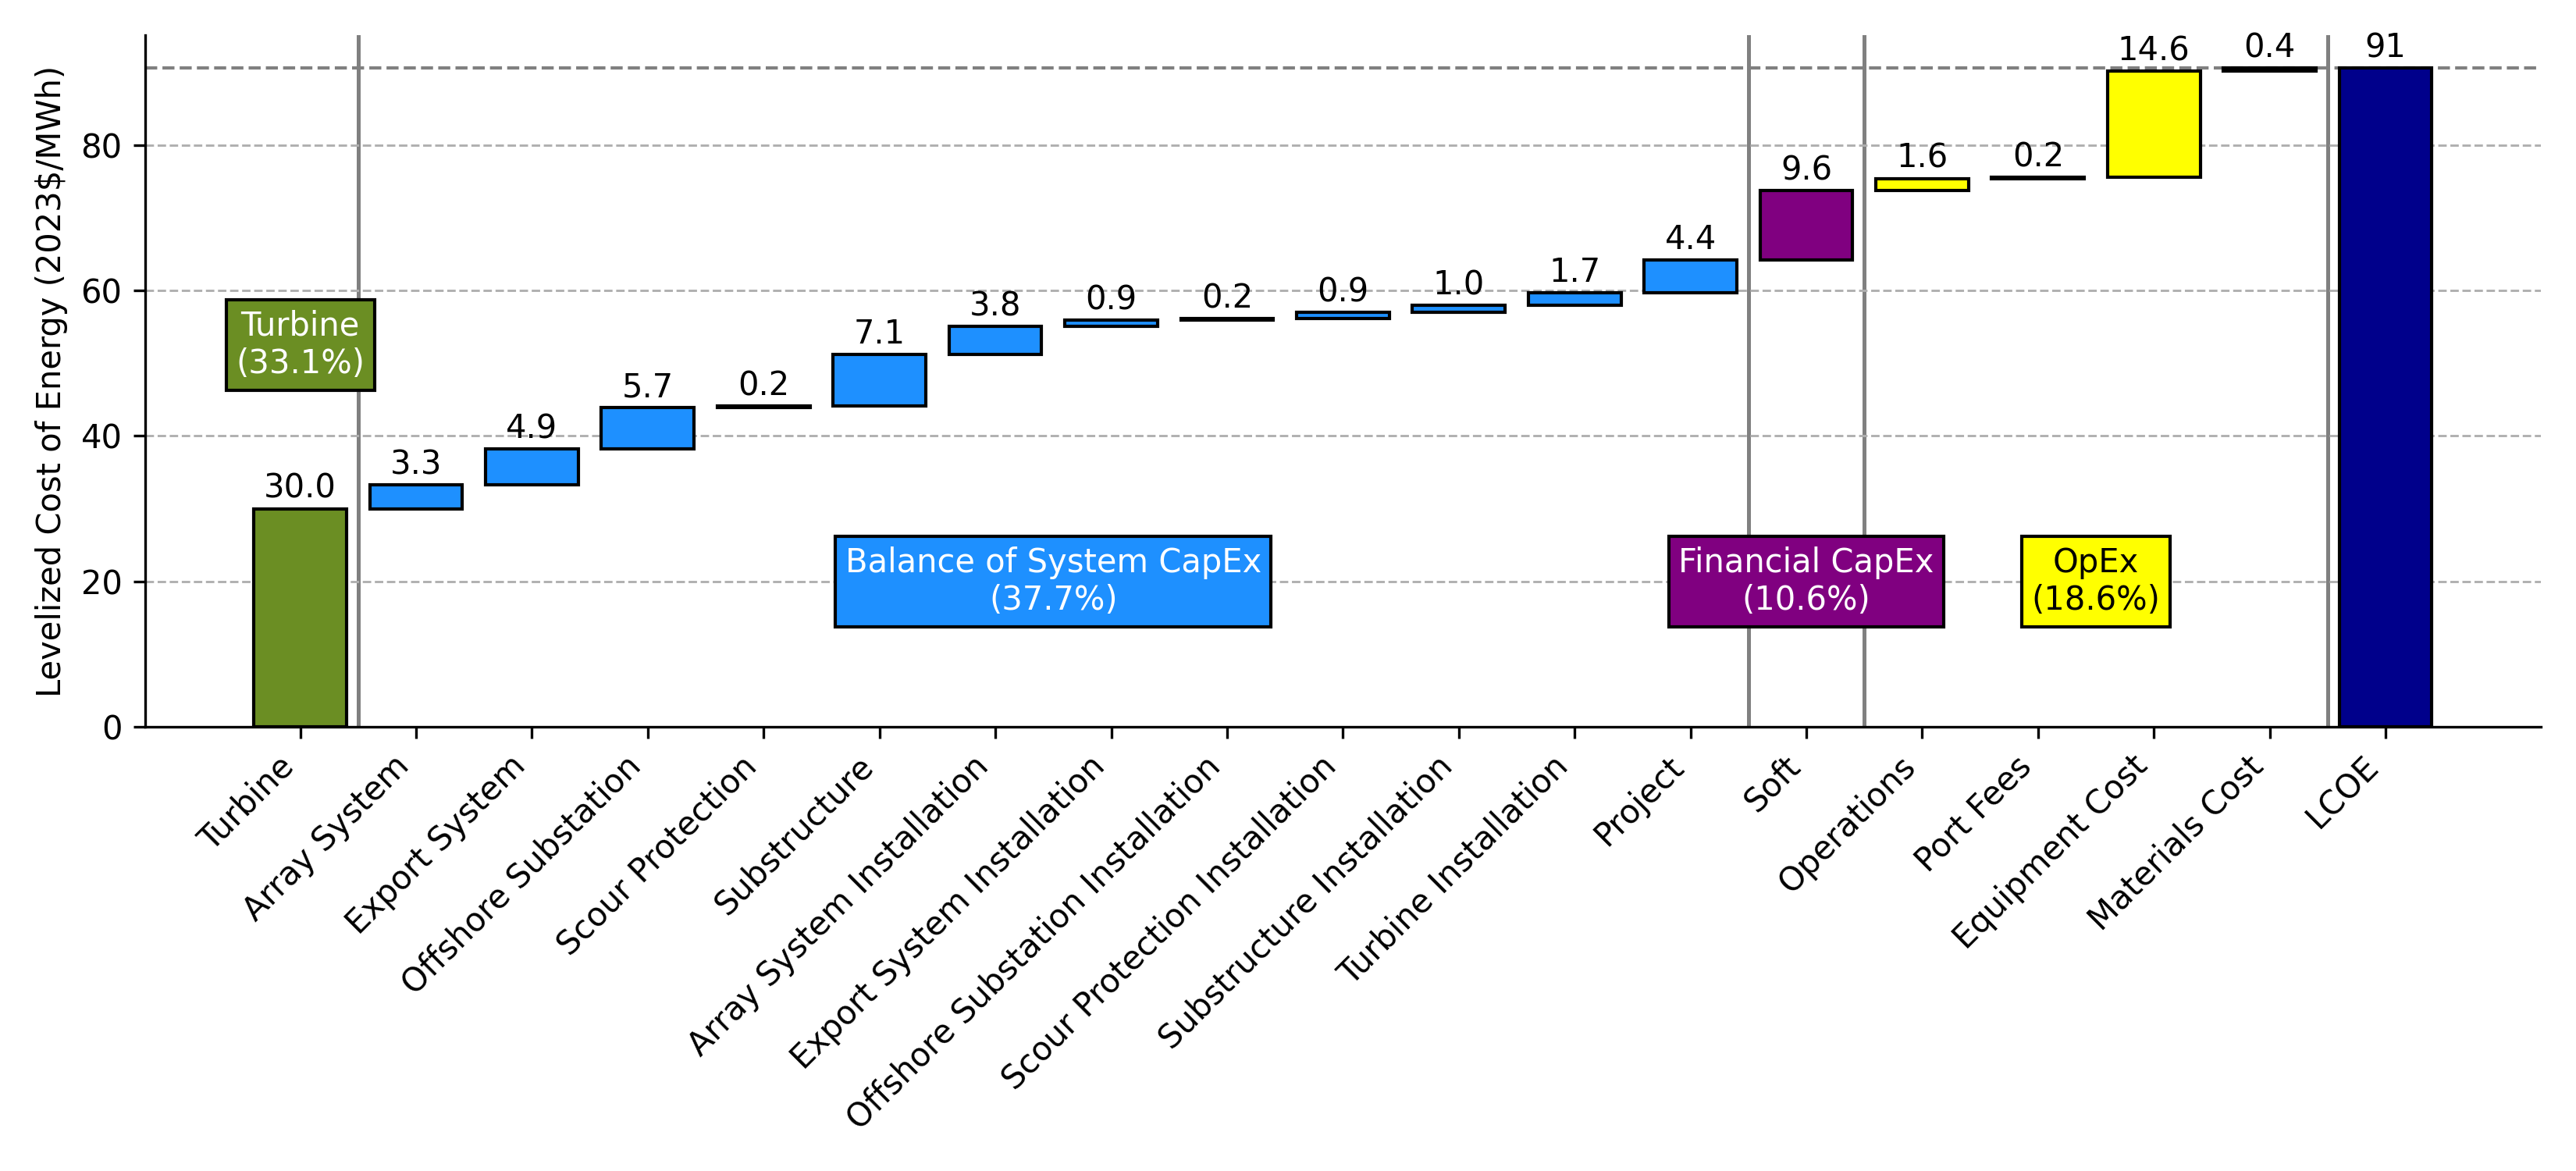 Levelized Cost of Energy (2023$/MWh)
80
60
40
20
0
30.0
3.3
4.9
5.7
0.2
7.1
3.8
0.9
0.2
0.9
1.0
1.7
4.4
9.6
1.6
0.2
14.6
0.4
91
Turbine
(33.1%)
Balance of System CapEx
(37.7%)
Financial CapEx
(10.6%)
OpEx
(18.6%)
Turbine
Array System
Export System
Offshore Substation
Scour Protection
Substructure
Array System Installation
Export System Installation
Offshore Substation Installation
Scour Protection Installation
Substructure Installation
Turbine Installation
Project
Soft
Operations
Port Fees
Equipment Cost
Materials Cost
LCOE